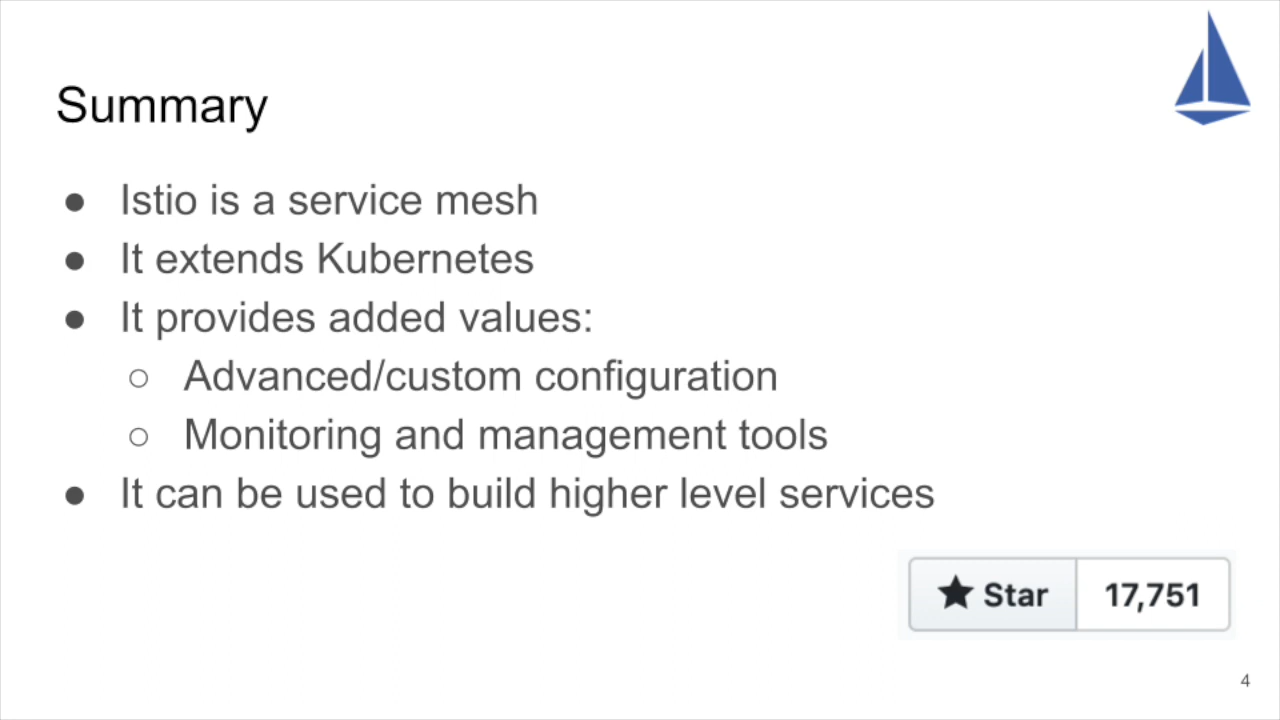 Summary
● Istio is a service mesh
● It extends Kubernetes
● It provides added values:
○ Advanced/custom configuration
○ Monitoring and management tools
● It can be used to build higher level services
★ Star 17,751
4